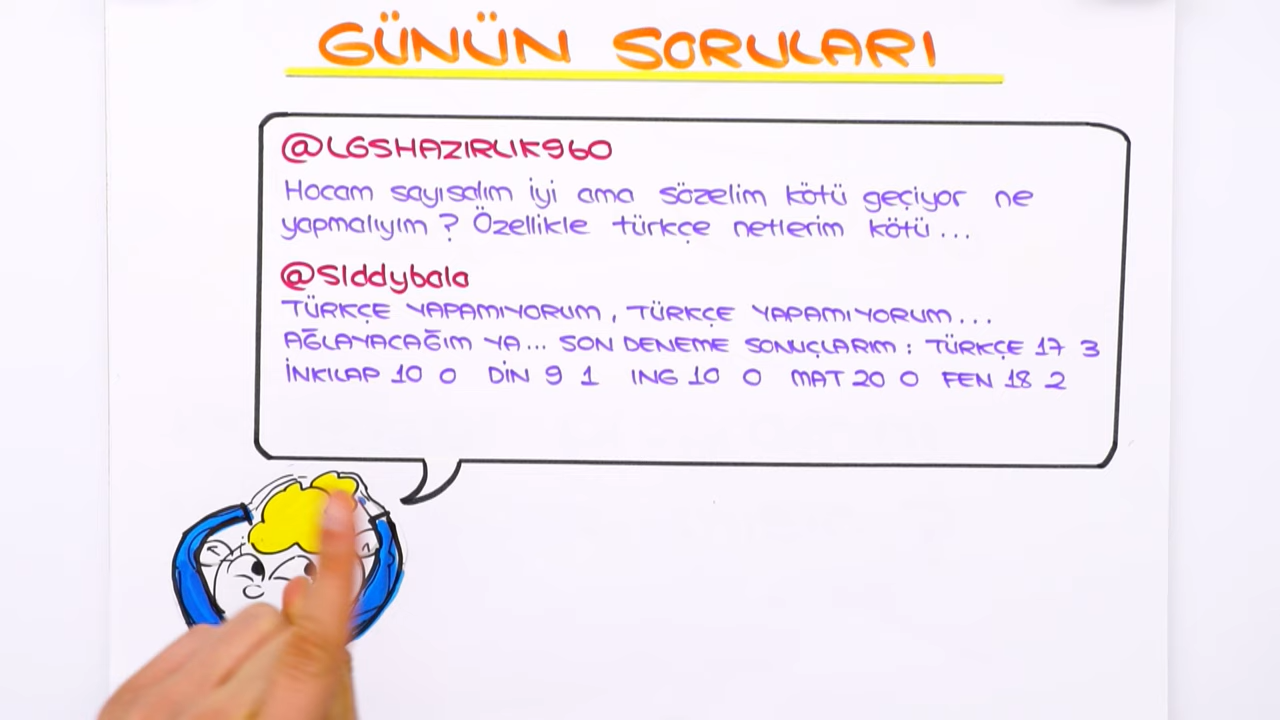 GÜNÜN SORULARI
@LGSHAZIRLIK960
Hocam sayısalım iyi ama sözelim kötü geçiyor ne
yapmalıyım? Özellikle türkçe netlerim kötü...
@Slddybala
TÜRKÇE YAPAMIYORUM, TÜRKÇE YAPAMIYORUM...
AĞLAYACAĞIM YA... SON DENEME SONUÇLARIM: TÜRKÇE 17 3
İNKILAP 10 0 DİN 9 1 ING 10 0 MAT 20 0 FEN 18 2